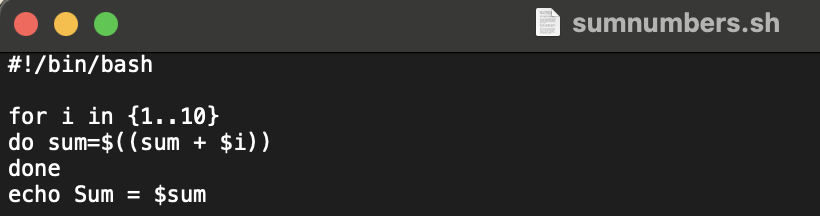 sumnumbers.sh
#!/bin/bash

for i in {1..10}
do sum=$((sum + $i))
done
echo Sum = $sum